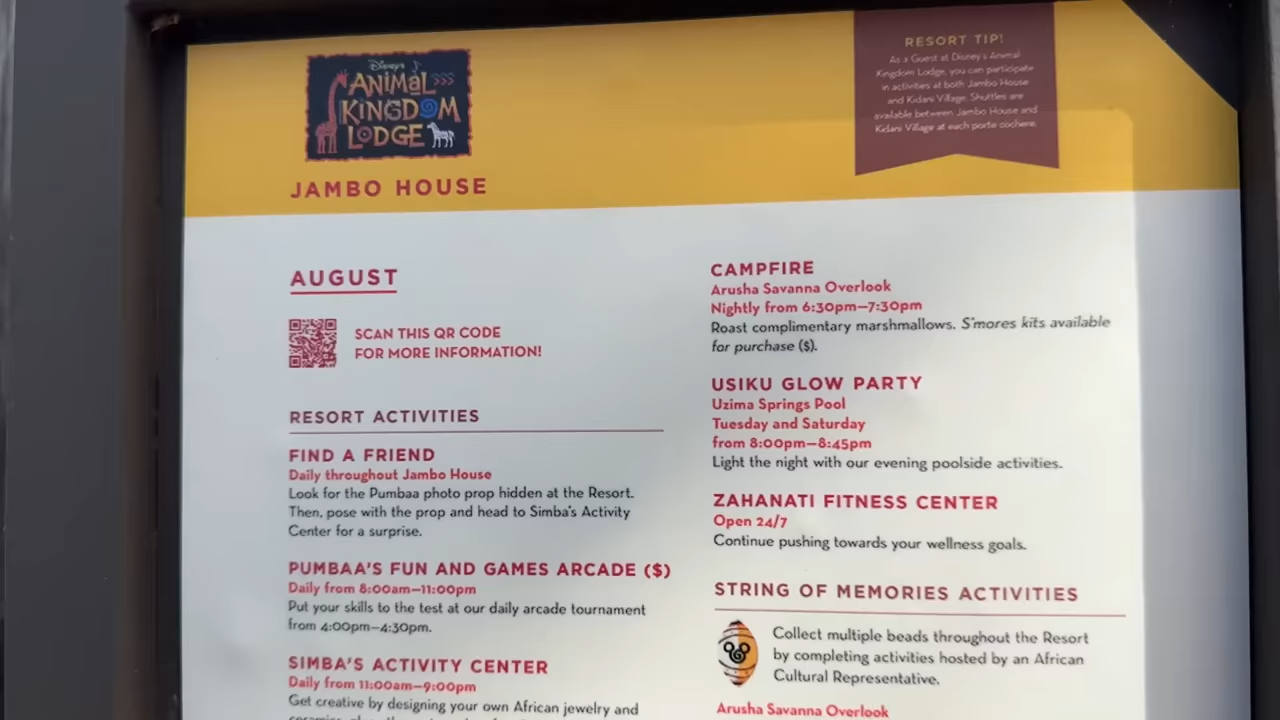 Disney's
ANIMAL
KINGDOM
LODGE
JAMBO HOUSE
RESORT TIP!
As a Guest at Disney's Animal
Kingdom Lodge, you can participate
in activities at both Jambo House
and Kidani Village. Shuttles are
available between Jambo House and
Kidani Village at each porte cochere.
AUGUST
SCAN THIS QR CODE
FOR MORE INFORMATION!
RESORT ACTIVITIES
FIND A FRIEND
Daily throughout Jambo House
Look for the Pumbaa photo prop hidden at the Resort.
Then, pose with the prop and head to Simba's Activity
Center for a surprise.
PUMBAA'S FUN AND GAMES ARCADE ($)
Daily from 8:00am–11:00pm
Put your skills to the test at our daily arcade tournament
from 4:00pm–4:30pm.
SIMBA'S ACTIVITY CENTER
Daily from 11:00am–9:00pm
Get creative by designing your own African jewelry and
CAMPFIRE
Arusha Savanna Overlook
Nightly from 6:30pm–7:30pm
Roast complimentary marshmallows. S'mores kits available
for purchase ($).
USIKU GLOW PARTY
Uzima Springs Pool
Tuesday and Saturday
from 8:00pm–8:45pm
Light the night with our evening poolside activities.
ZAHANATI FITNESS CENTER
Open 24/7
Continue pushing towards your wellness goals.
STRING OF MEMORIES ACTIVITIES
Collect multiple beads throughout the Resort
by completing activities hosted by an African
Cultural Representative.
Arusha Savanna Overlook